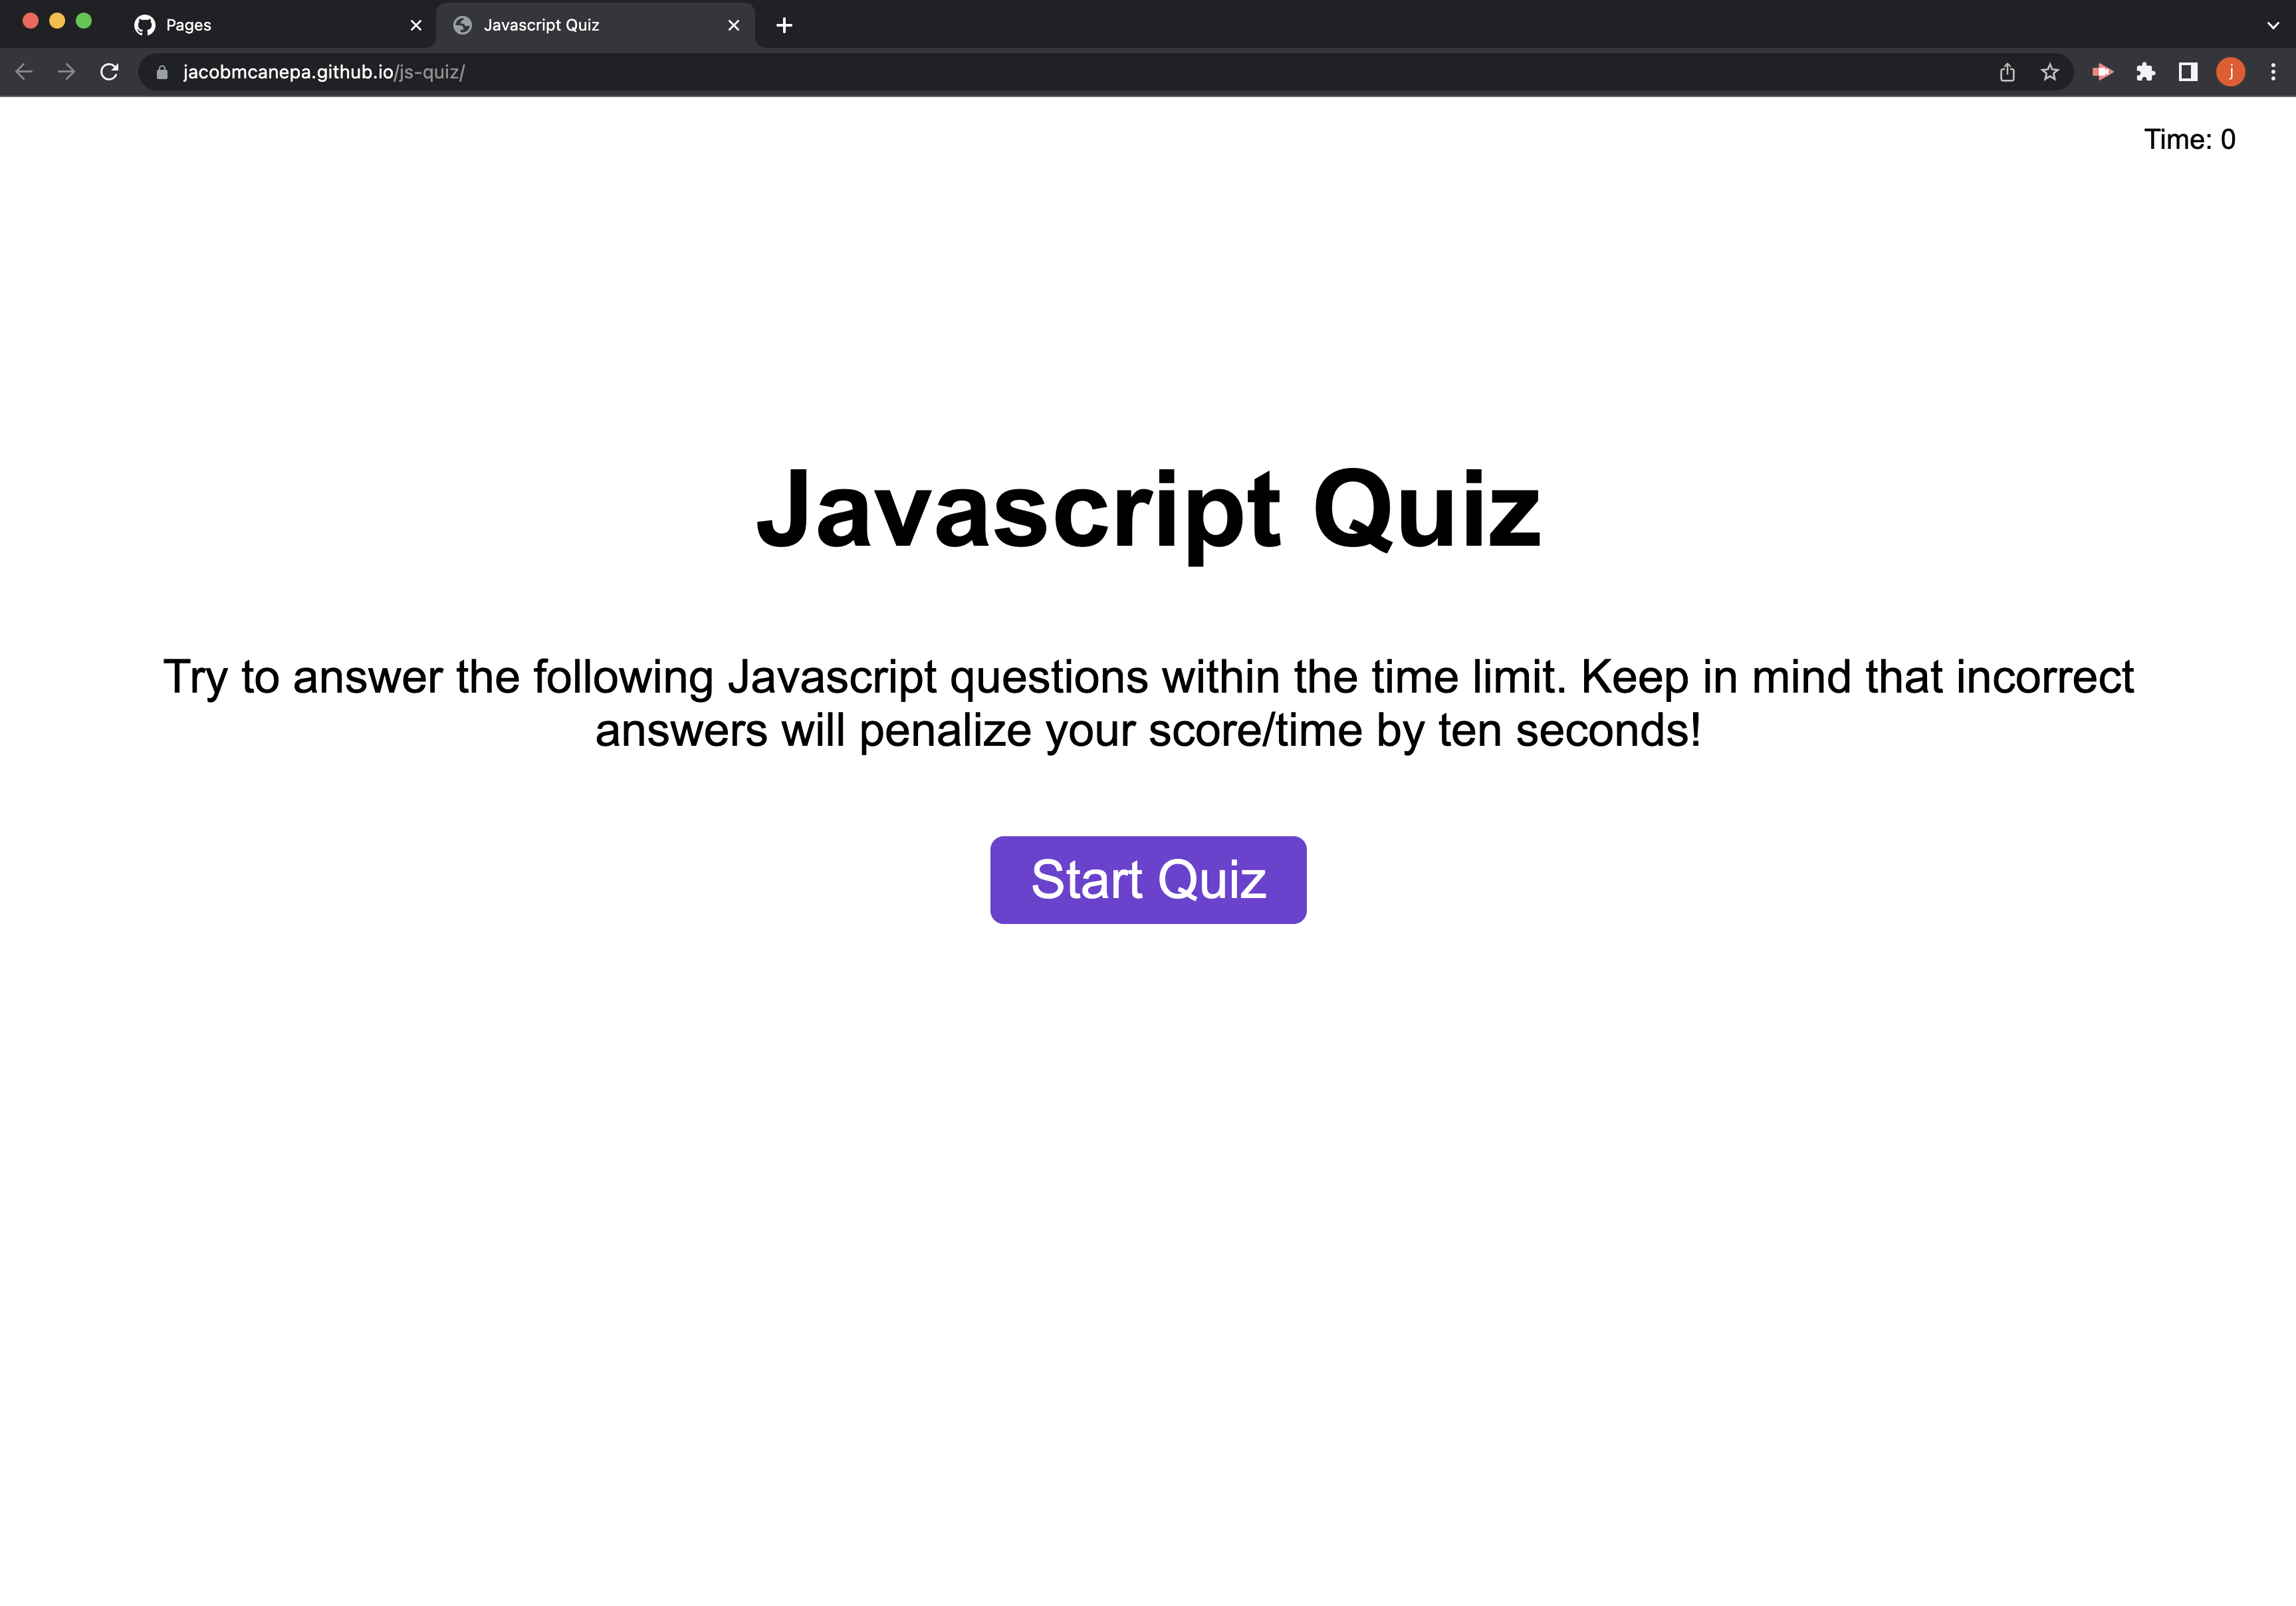 Pages
Javascript Quiz
jacobmcanepa.github.io/js-quiz/
j
Time: 0
Javascript Quiz
Try to answer the following Javascript questions within the time limit. Keep in mind that incorrect
answers will penalize your score/time by ten seconds!
Start Quiz